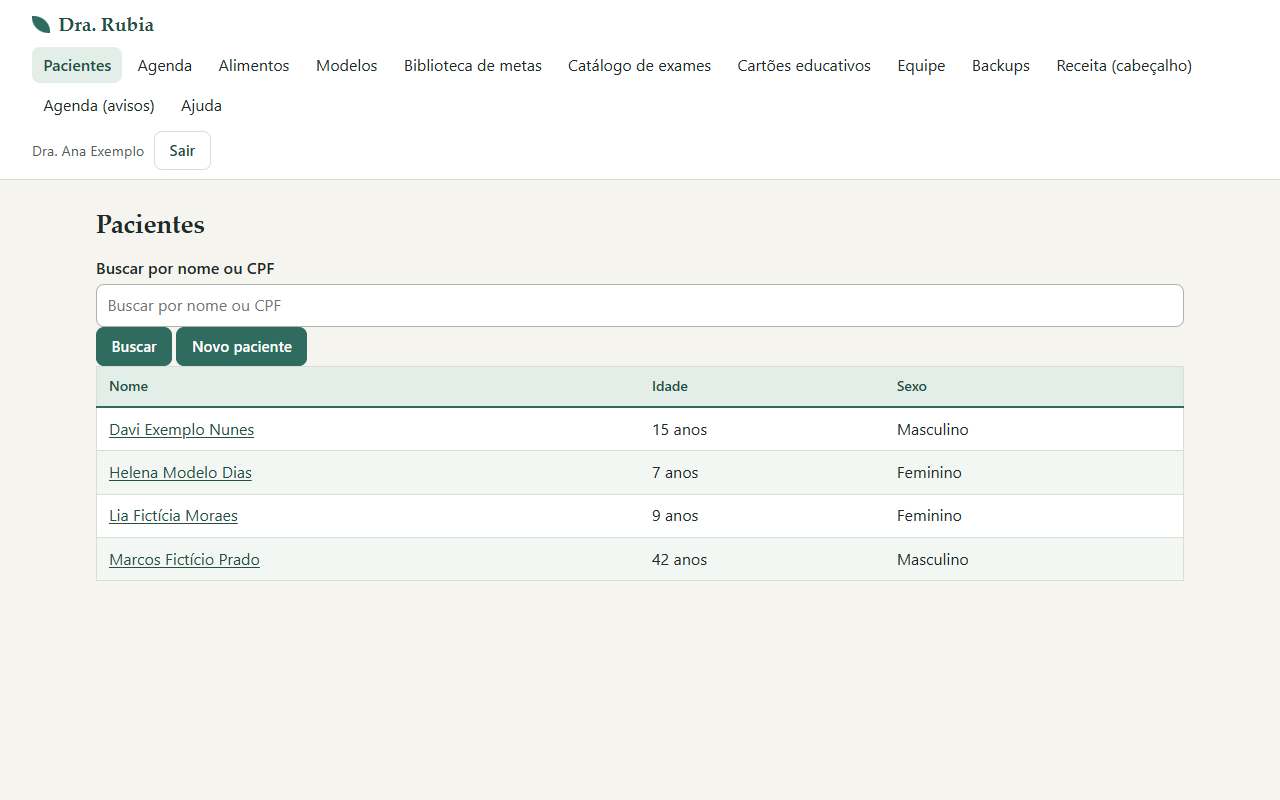 Dra. Rubia
Pacientes Agenda Alimentos Modelos Biblioteca de metas Catálogo de exames Cartões educativos Equipe Backups Receita (cabeçalho)
Agenda (avisos) Ajuda
Dra. Ana Exemplo Sair
Pacientes
Buscar por nome ou CPF
Buscar por nome ou CPF
Buscar Novo paciente
Nome Idade Sexo
Davi Exemplo Nunes 15 anos Masculino
Helena Modelo Dias 7 anos Feminino
Lia Fictícia Moraes 9 anos Feminino
Marcos Fictício Prado 42 anos Masculino